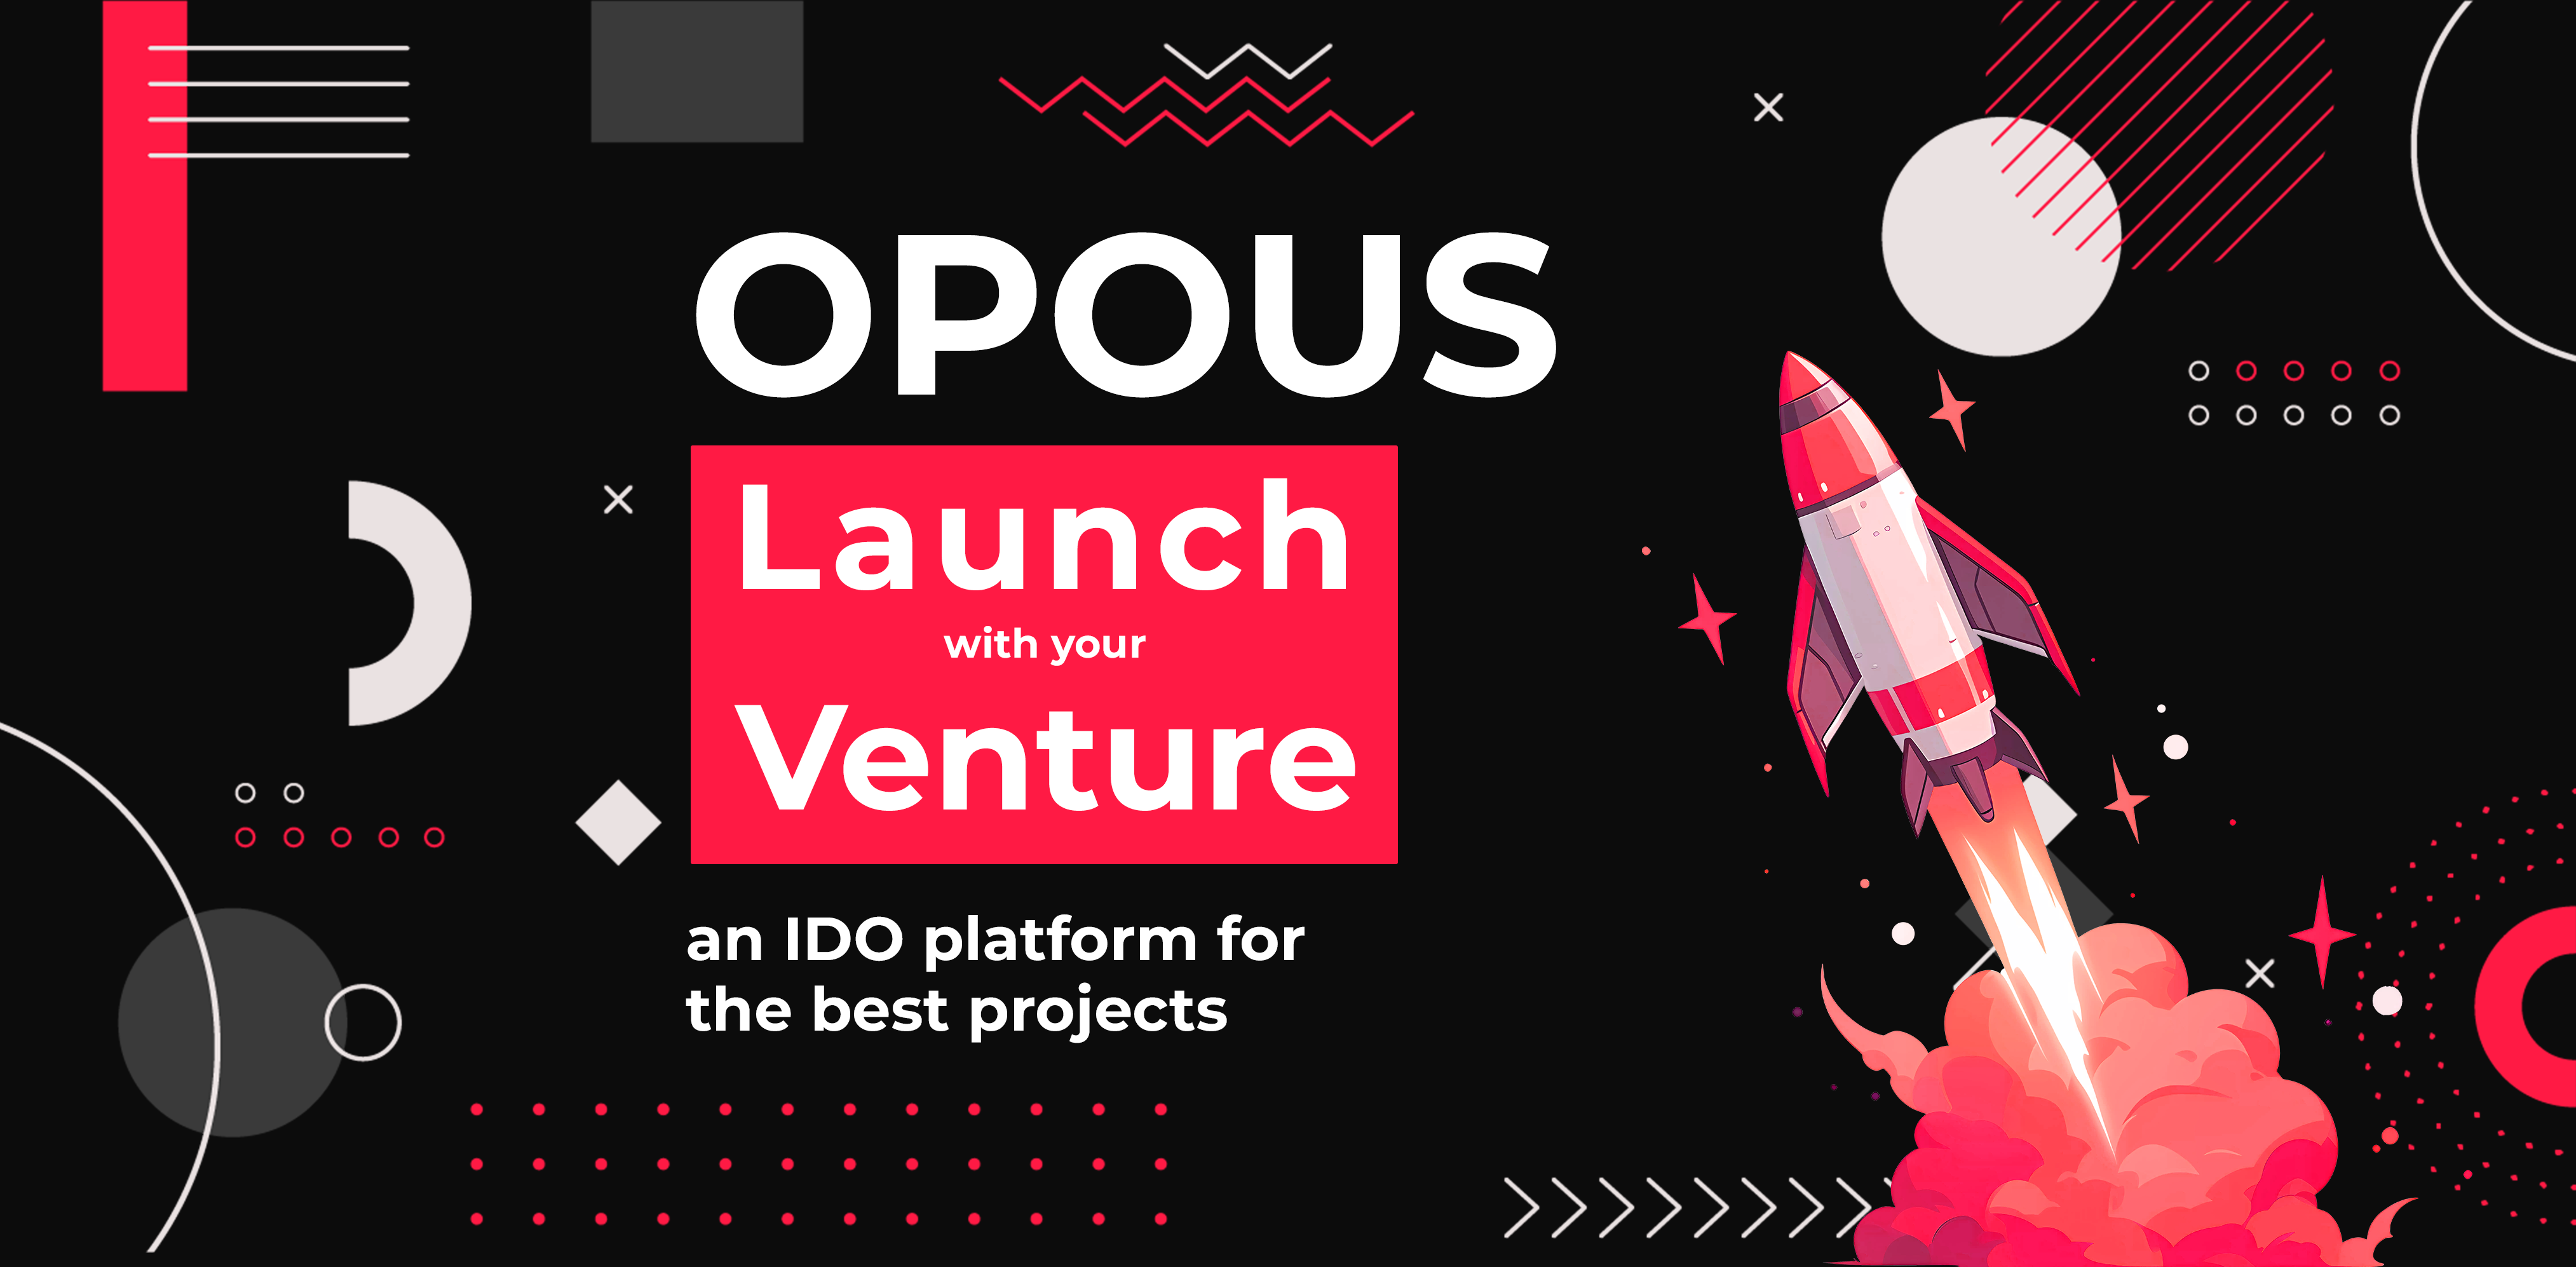 OPOUS
Launch
with your
Venture
an IDO platform for
the best projects